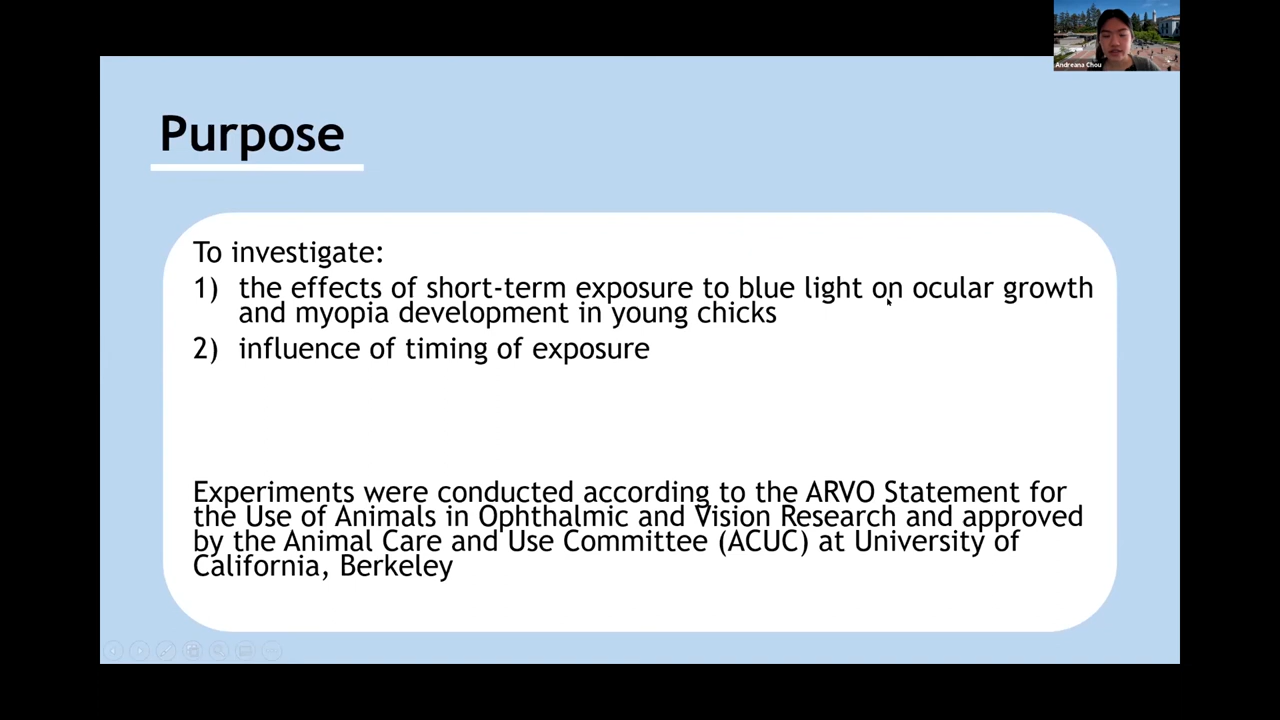 Andreana Chou
Purpose
To investigate:
1) the effects of short-term exposure to blue light on ocular growth
and myopia development in young chicks
2) influence of timing of exposure
Experiments were conducted according to the ARVO Statement for
the Use of Animals in Ophthalmic and Vision Research and approved
by the Animal Care and Use Committee (ACUC) at University of
California, Berkeley